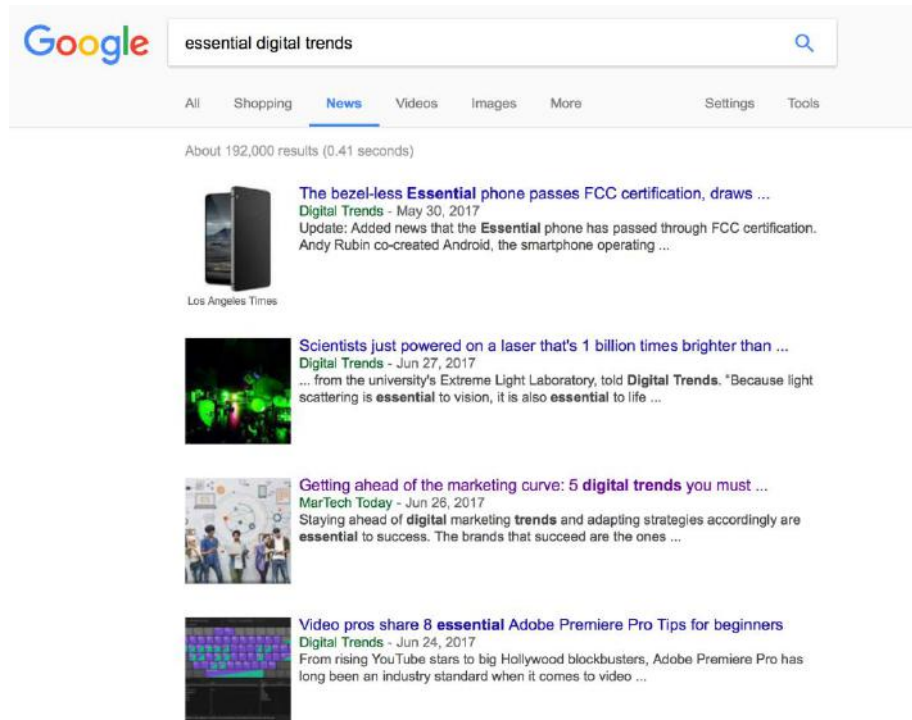 Google
essential digital trends
All Shopping News Videos Images More Settings Tools
About 192,000 results (0.41 seconds)
The bezel-less Essential phone passes FCC certification, draws ...
Digital Trends - May 30, 2017
Update: Added news that the Essential phone has passed through FCC certification.
Andy Rubin co-created Android, the smartphone operating ...
Los Angeles Times
Scientists just powered on a laser that's 1 billion times brighter than ...
Digital Trends - Jun 27, 2017
... from the university's Extreme Light Laboratory, told Digital Trends. "Because light
scattering is essential to vision, it is also essential to life ...
Getting ahead of the marketing curve: 5 digital trends you must ...
MarTech Today - Jun 26, 2017
Staying ahead of digital marketing trends and adapting strategies accordingly are
essential to success. The brands that succeed are the ones ...
Video pros share 8 essential Adobe Premiere Pro Tips for beginners
Digital Trends - Jun 24, 2017
From rising YouTube stars to big Hollywood blockbusters, Adobe Premiere Pro has
long been an industry standard when it comes to video ...